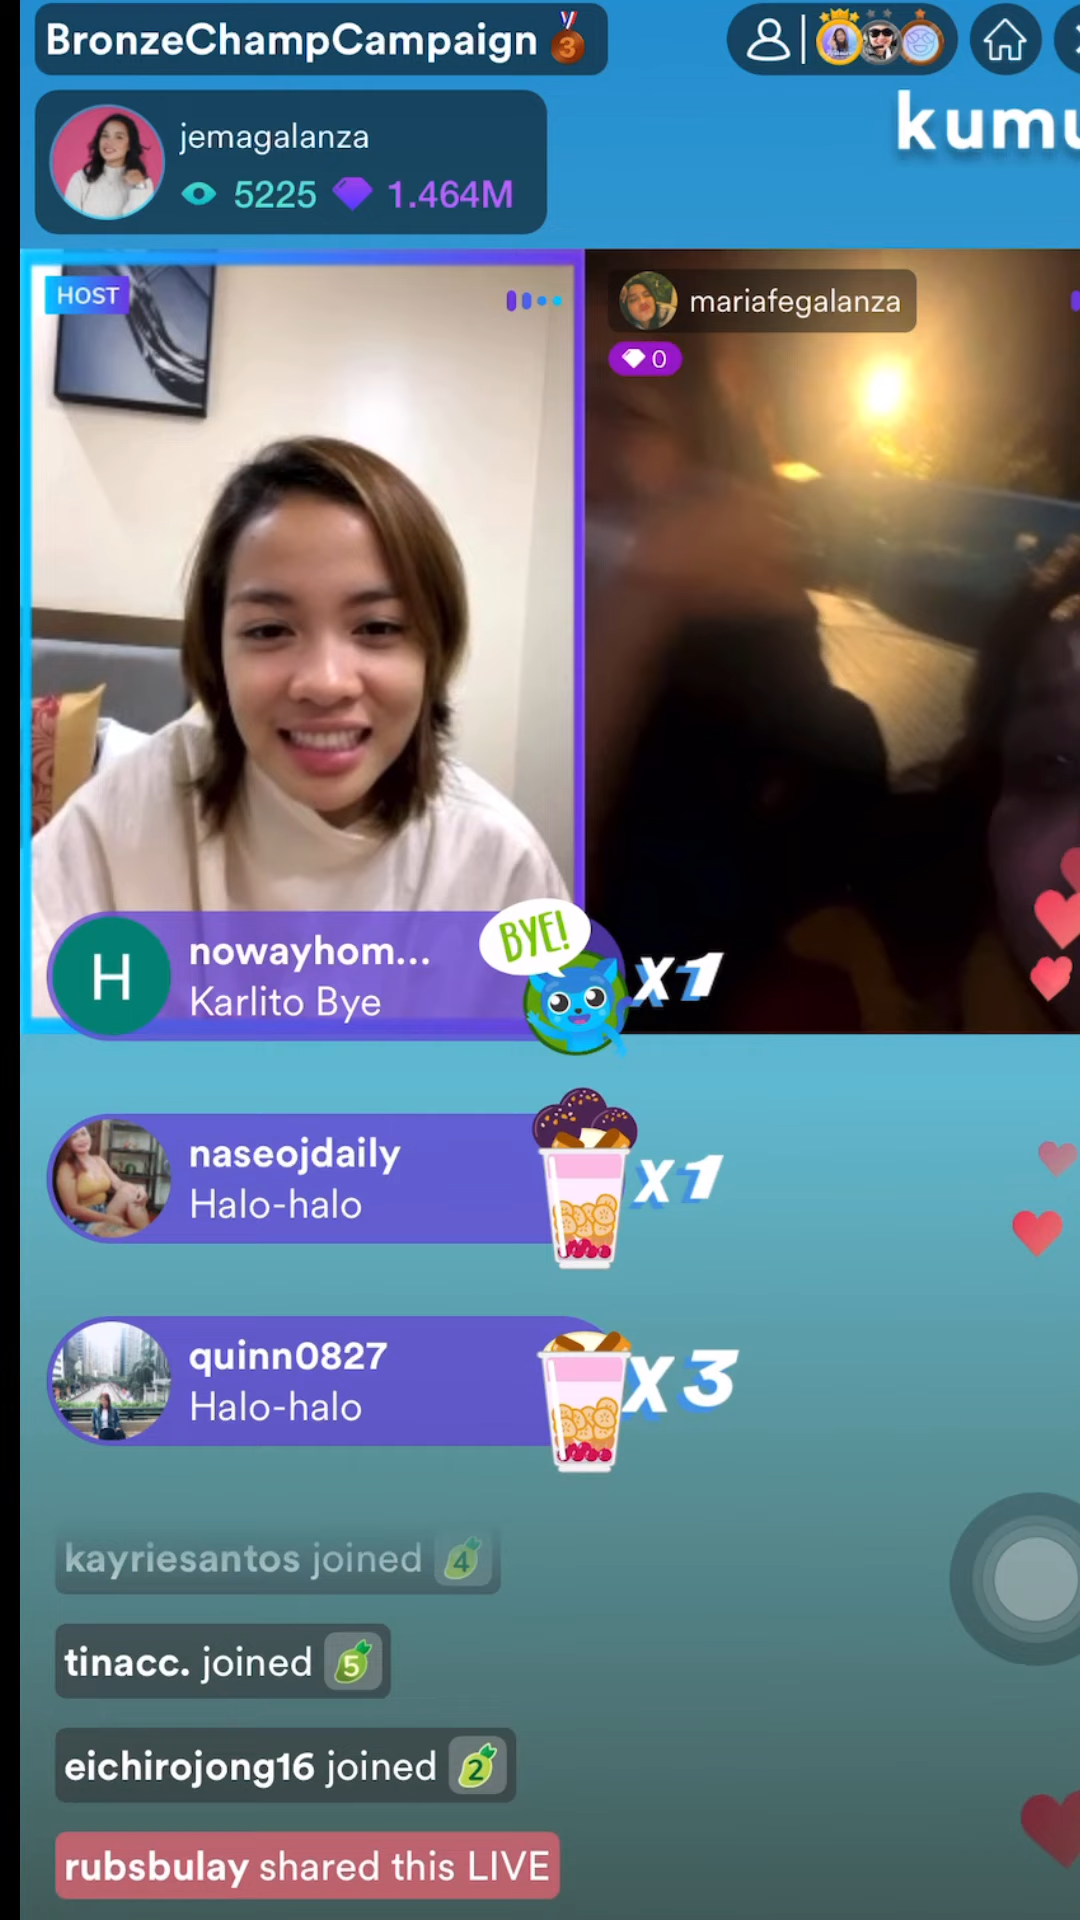 BronzeChampCampaign 3
jemagalanza
5225 1.464M
HOST
mariafegalanza
0
BYE!
H
nowayhom...
Karlito Bye
X1
naseojdaily
Halo-halo
X1
quinn0827
Halo-halo
X3
kayriesantos joined 4
tinacc. joined 5
eichirojong16 joined 2
rubsbulay shared this LIVE